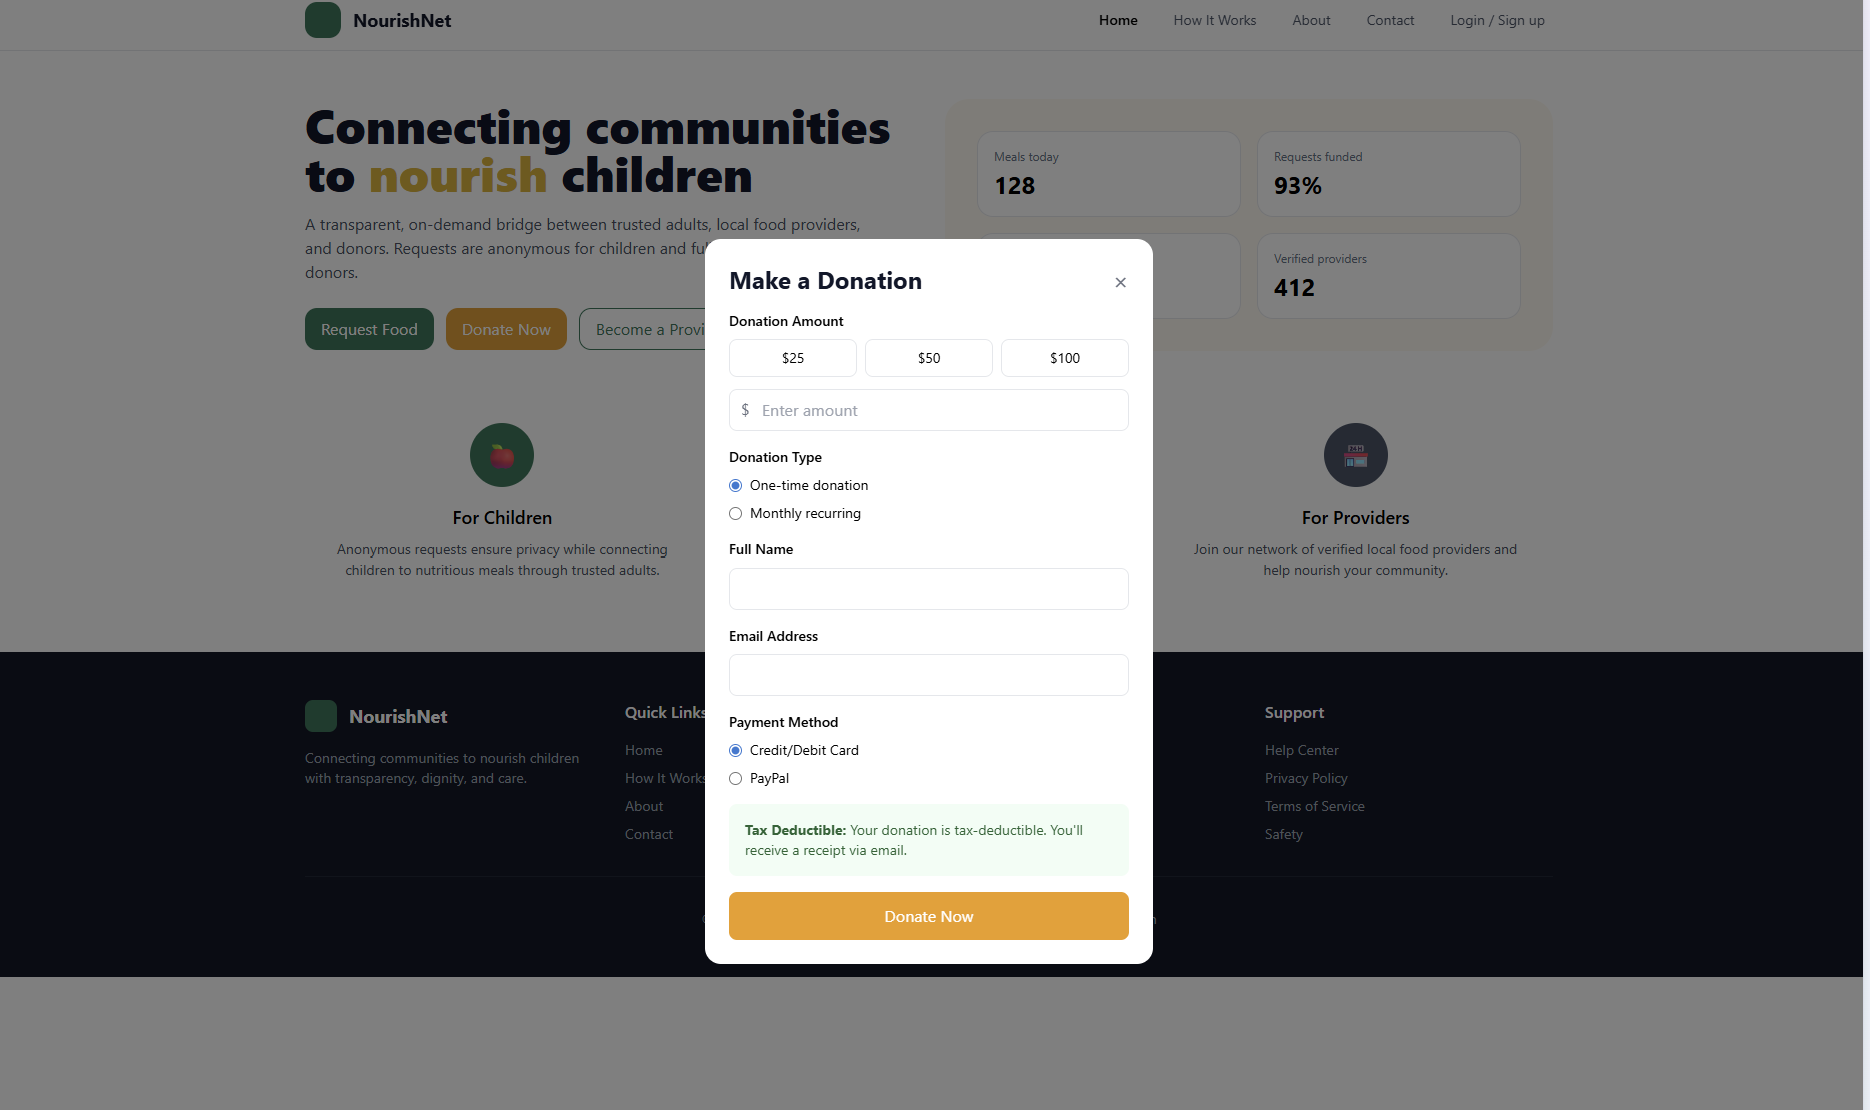 NourishNet
Home
How It Works
About
Contact
Login / Sign up
Connecting communities
to nourish children
A transparent, on-demand bridge between trusted adults, local food providers,
and donors. Requests are anonymous for children and
donors.
Request Food
Donate Now
Become a
Meals today
128
Requests funded
93%
Verified providers
412
Make a Donation
✕
Donation Amount
$25
$50
$100
$ Enter amount
Donation Type
One-time donation
Monthly recurring
Full Name
Email Address
Payment Method
Credit/Debit Card
PayPal
Tax Deductible: Your donation is tax-deductible. You'll
receive a receipt via email.
Donate Now
For Children
Anonymous requests ensure privacy while connecting
children to nutritious meals through trusted adults.
For Providers
Join our network of verified local food providers and
help nourish your community.
NourishNet
Connecting communities to nourish children
with transparency, dignity, and care.
Quick Links
Home
How It Works
About
Contact
Support
Help Center
Privacy Policy
Terms of Service
Safety